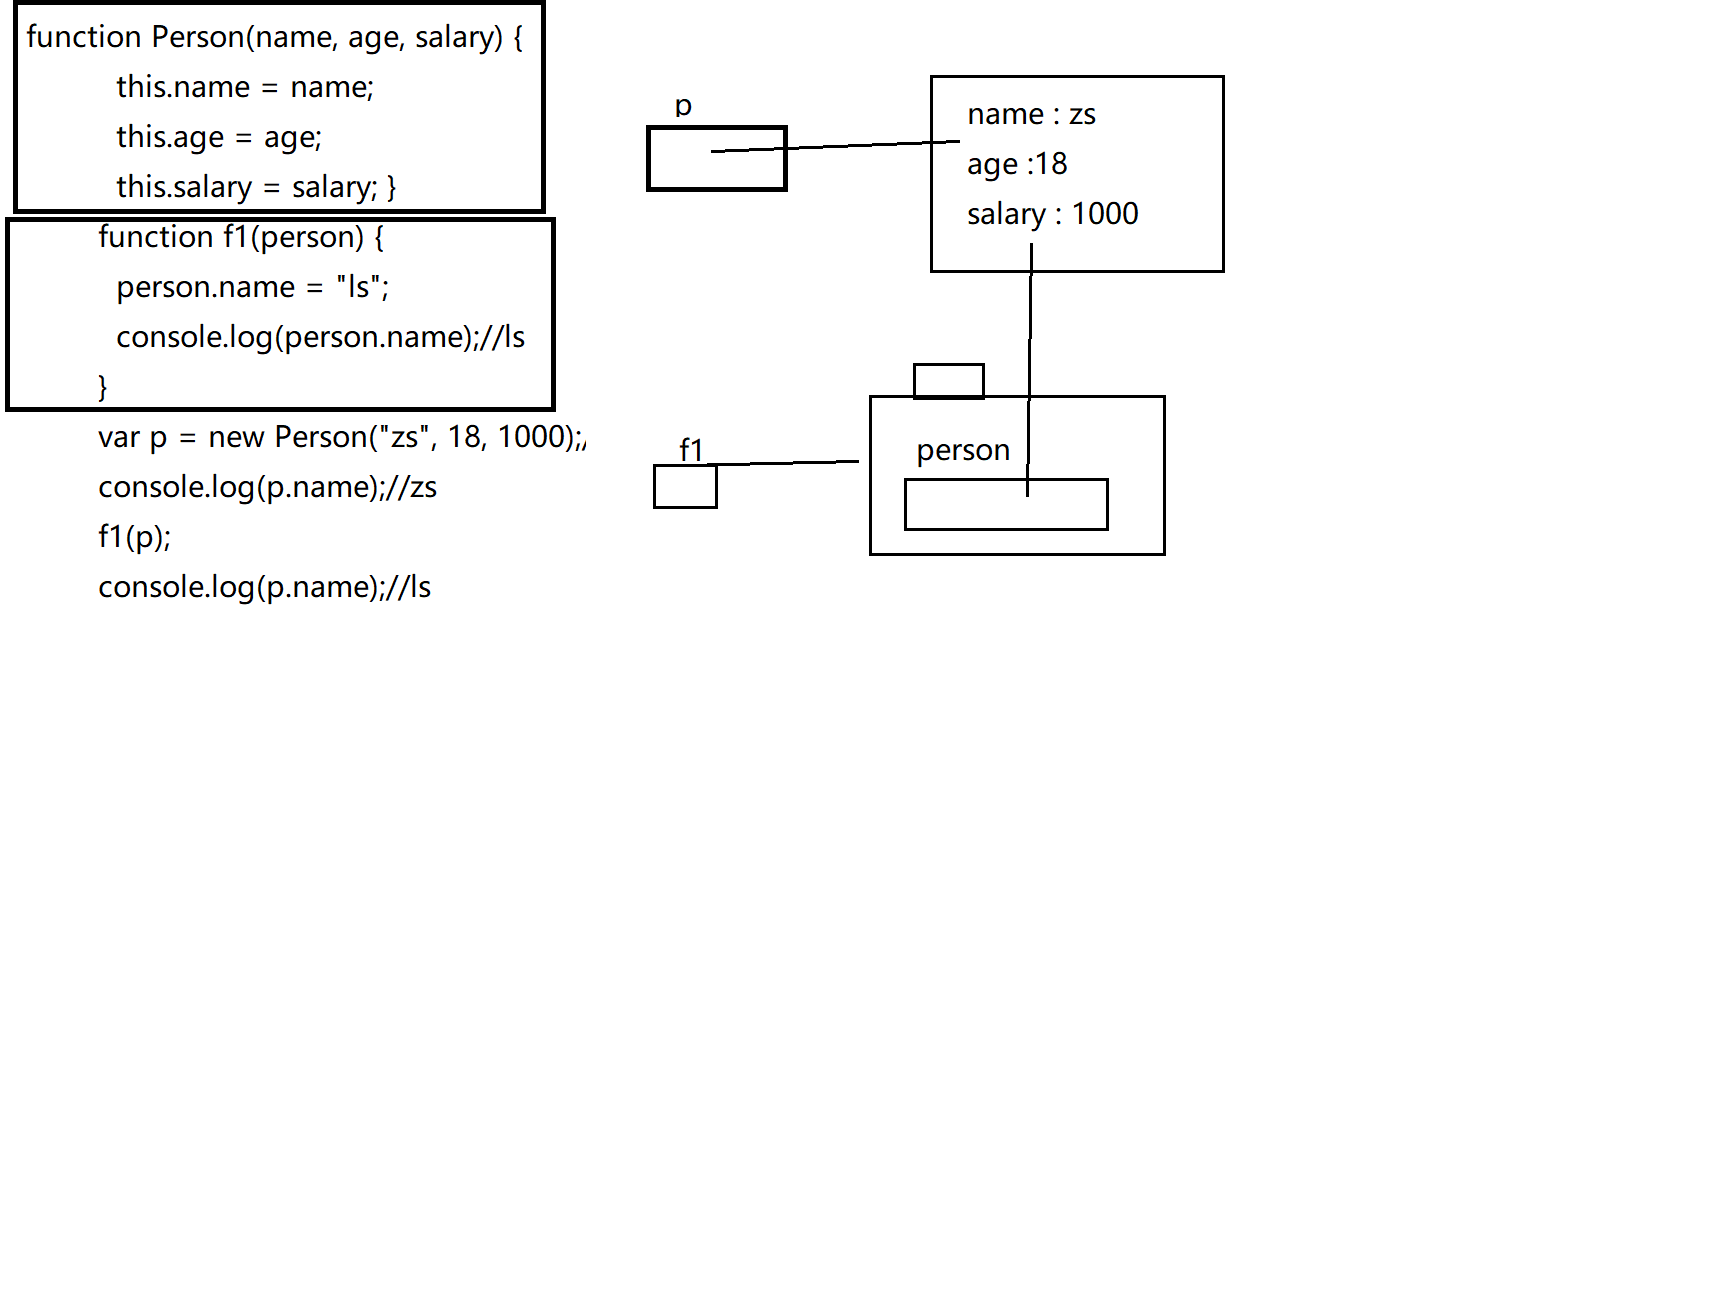 function Person(name, age, salary) {
this.name = name;
this.age = age;
this.salary = salary; }
function f1(person) {
person.name = "ls";
console.log(person.name);//ls
}
var p = new Person("zs", 18, 1000);/
console.log(p.name);//zs
f1(p);
console.log(p.name);//ls
p
name : zs
age :18
salary : 1000
f1
person